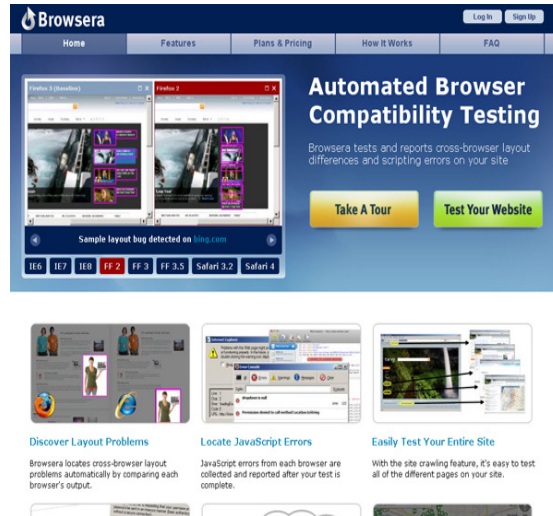 Browsera
Log In Sign Up
Home Features Plans & Pricing How It Works FAQ
Firefox 3 (Baseline) Firefox 2
Automated Browser
Compatibility Testing
Browsera tests and reports cross-browser layout
differences and scripting errors on your site
Take A Tour Test Your Website
Sample layout bug detected on bing.com
IE6 IE7 IE8 FF 2 FF 3 FF 3.5 Safari 3.2 Safari 4
Discover Layout Problems
Browsera locates cross-browser layout
problems automatically by comparing each
browser's output.
Locate JavaScript Errors
JavaScript errors from each browser are
collected and reported after your test is
complete.
Easily Test Your Entire Site
With the site crawling feature, it's easy to test
all of the different pages on your site.